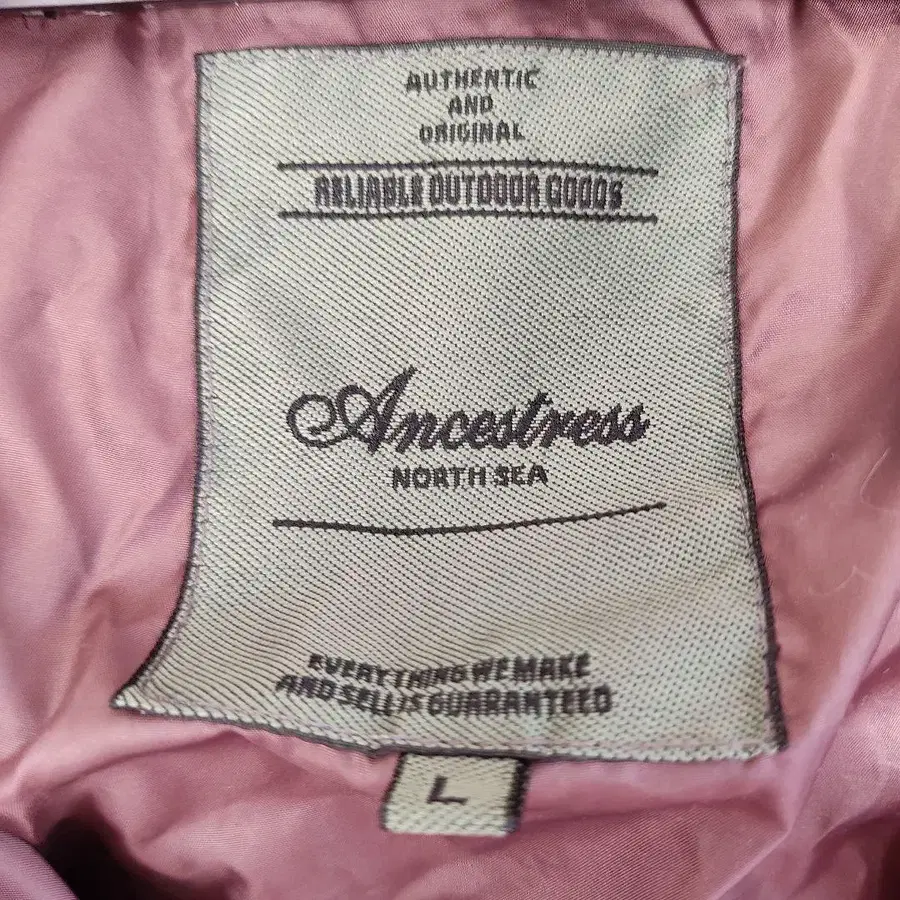 AUTHENTIC
AND
ORIGINAL
RELIABLE OUTDOOR GOODS
Ancestress
NORTH SEA
EVERYTHING WE MAKE
AND SELL IS GUARANTEED
L